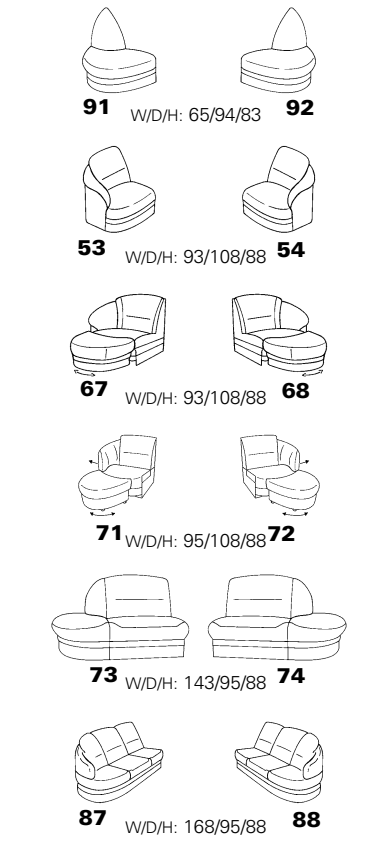 91 W/D/H: 65/94/83 92
53 W/D/H: 93/108/88 54
67 W/D/H: 93/108/88 68
71 W/D/H: 95/108/88 72
73 W/D/H: 143/95/88 74
87 W/D/H: 168/95/88 88